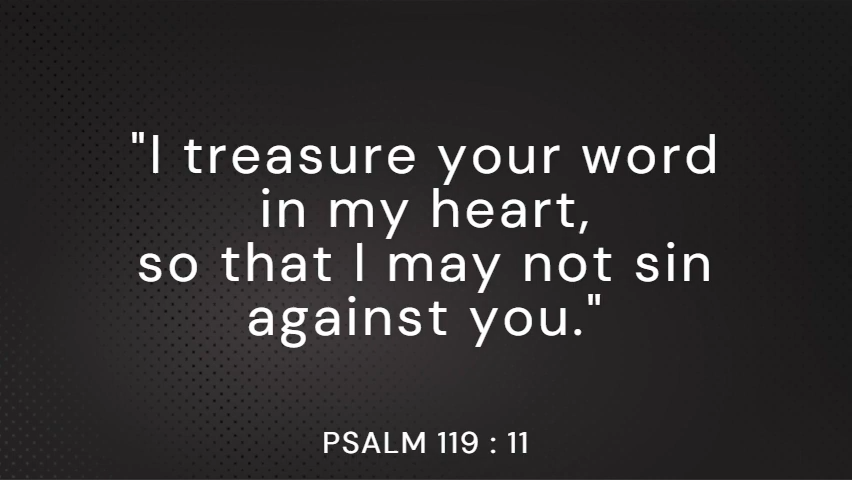 "I treasure your word
in my heart,
so that I may not sin
against you."
PSALM 119 : 11